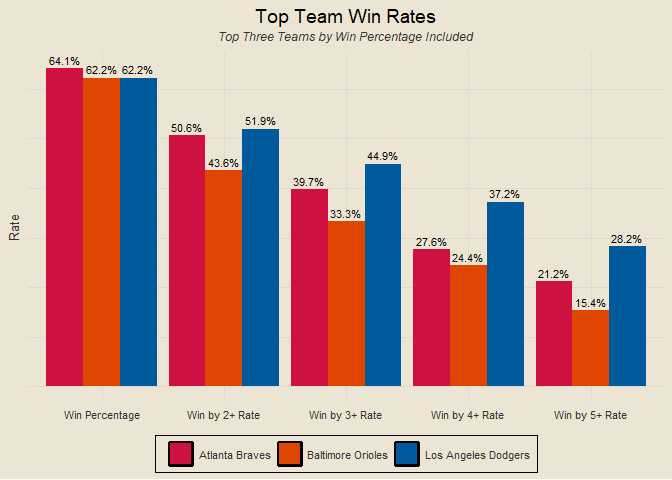 Top Team Win Rates
Top Three Teams by Win Percentage Included
64.1% 62.2% 62.2% 50.6% 43.6% 51.9% 39.7% 33.3% 44.9% 27.6% 24.4% 37.2% 21.2% 15.4% 28.2%
Rate
Win Percentage Win by 2+ Rate Win by 3+ Rate Win by 4+ Rate Win by 5+ Rate
Atlanta Braves Baltimore Orioles Los Angeles Dodgers